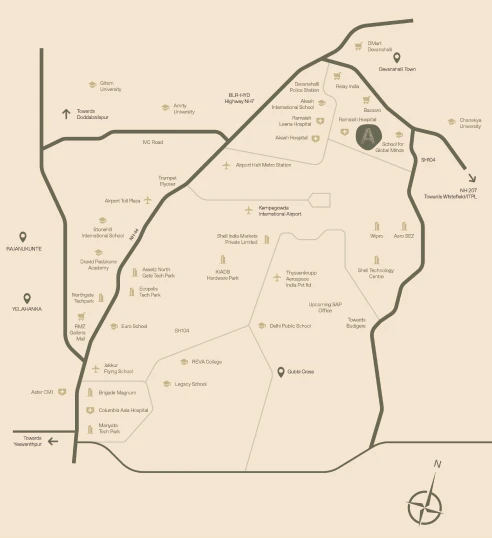 DMart
Devanahalli
Devanahalli Town
Gitam
University
Devanahalli
Police Station
Relay India
BLR-HYD
Highway NH7
Akash
International School
Amity
University
Bazaars
Towards
Doddaballapur
Ramaiah
Leena Hospital
Ramaiah Hospital
Chanakya
University
Akash Hospital
A
School for
Global Minds
IVC Road
SH104
Airport Halt Metro Station
Trumpet
Flyover
NH 207
Towards Whitefield/ITPL
Airport Toll Plaza
Kempegowda
International Airport
Stonehill
International School
NH-44
Shell India Markets
Private Limited
Wipro
Aero SEZ
RAJANUKUNTE
Dravid Padukone
Academy
Assetz North
Gate Tech Park
KIADB
Hardware Park
Thyssenkrupp
Aerospace
India Pvt ltd
Shell Technology
Centre
Ecopolis
Tech Park
Northgate
Techpark
YELAHANKA
Upcoming SAP
Office
RMZ
Galleria
Mall
Euro School
SH104
Delhi Public School
Towards
Budigere
REVA College
Jakkur
Flying School
Gubbi Cross
Legacy School
Aster CMI
Brigade Magnum
Columbia Asia Hospital
Manyata
Tech Park
Towards
Yeswanthpur
N